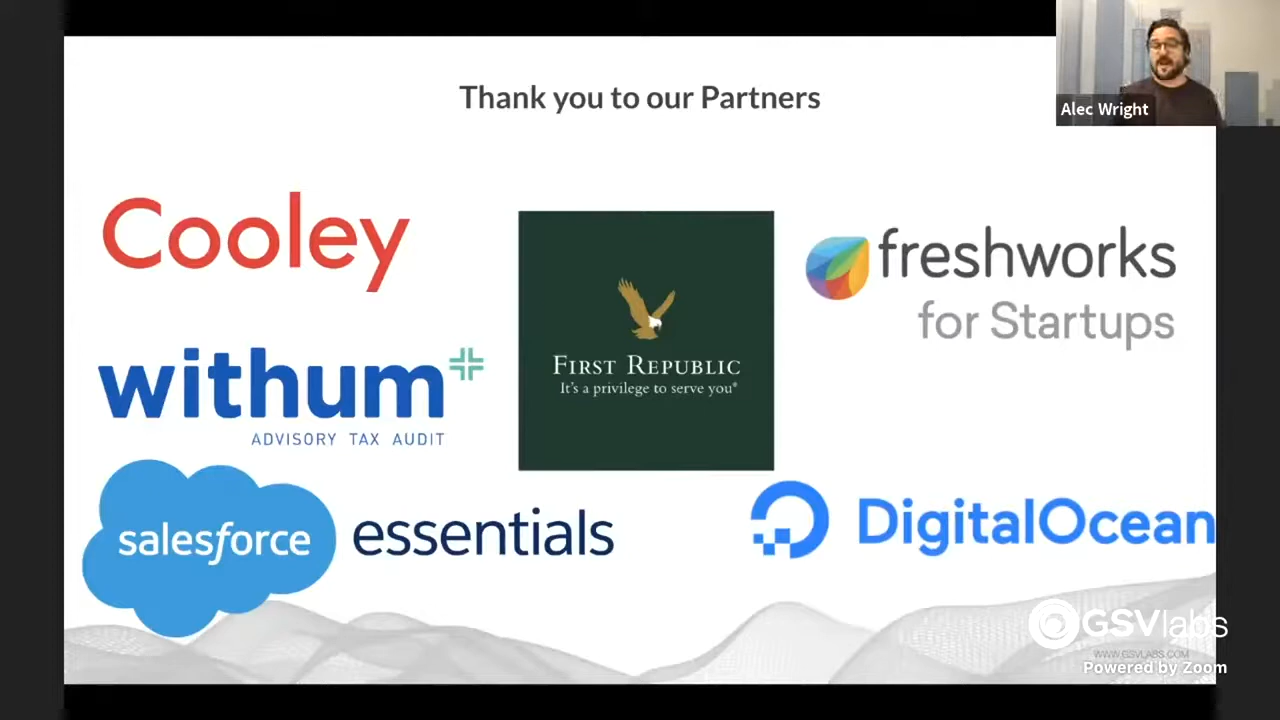 Thank you to our Partners
Alec Wright
Cooley
withum
ADVISORY TAX AUDIT
FIRST REPUBLIC
It's a privilege to serve you®
freshworks
for Startups
salesforce essentials
DigitalOcean
GSVlabs
WWW.GSVLABS.COM
Powered by Zoom